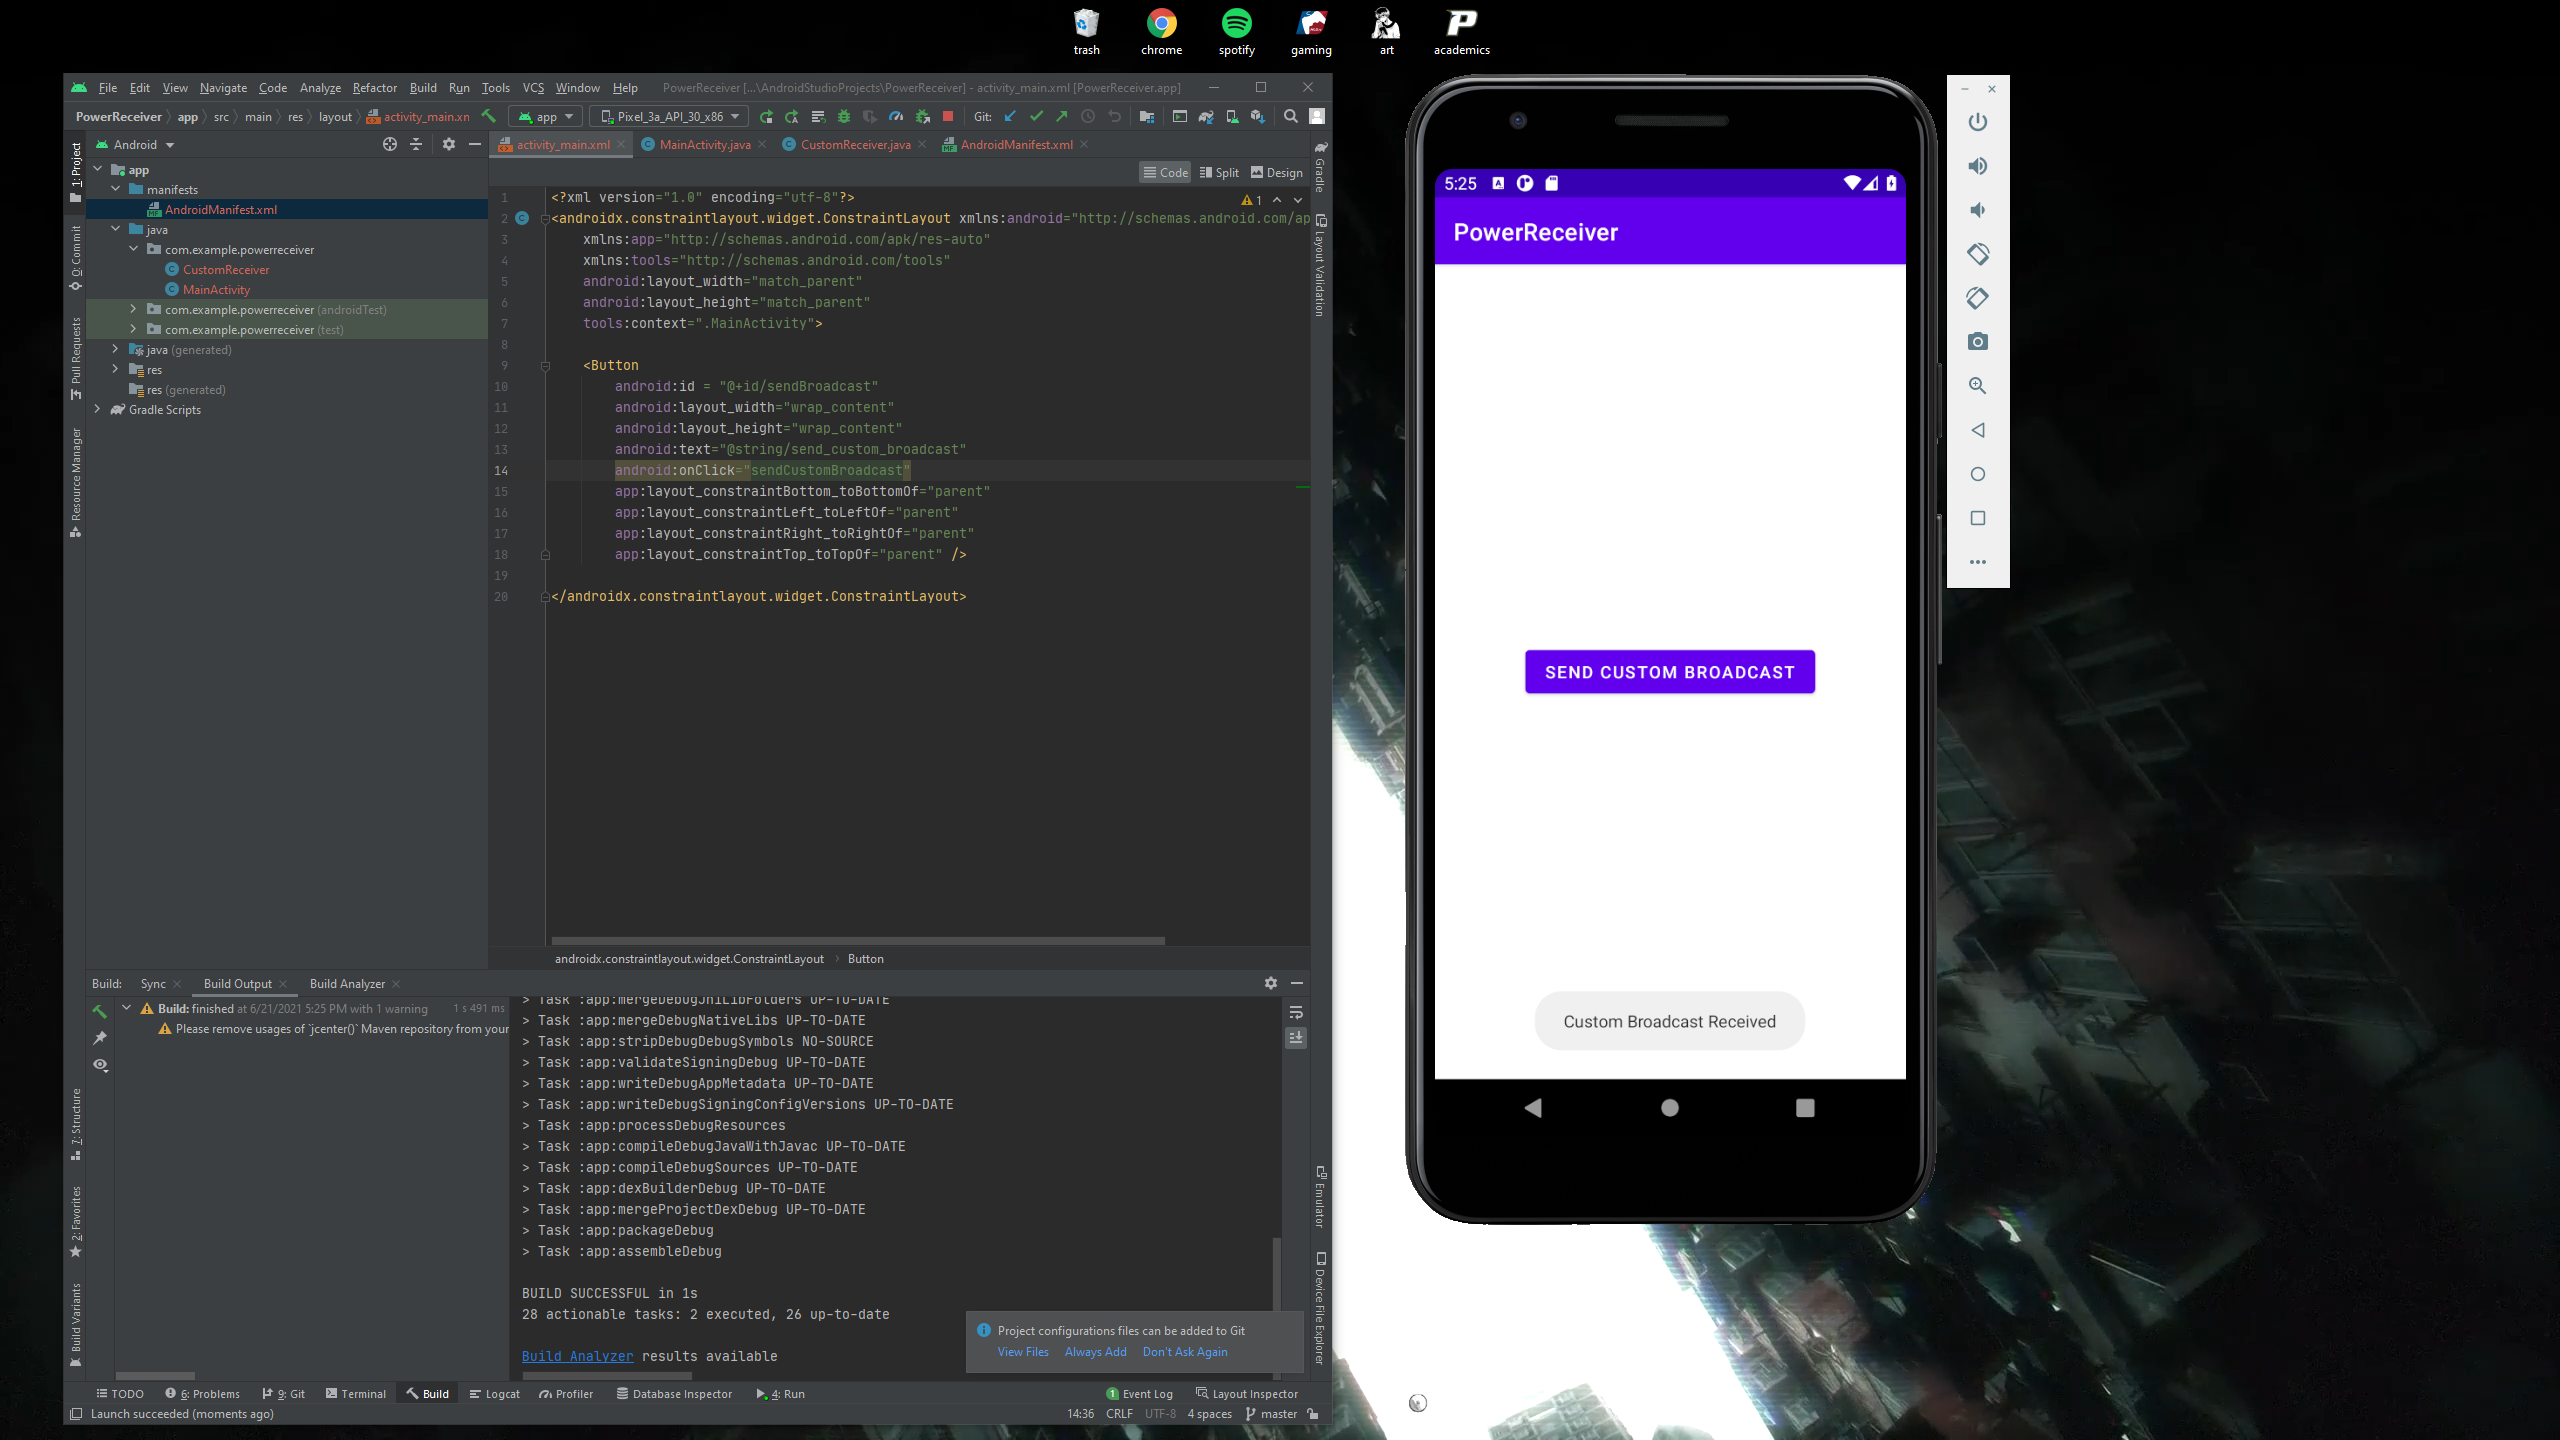 trash
chrome
spotify
gaming
art
academics
File Edit View Navigate Code Analyze Refactor Build Run Tools VCS Window Help PowerReceiver [...\AndroidStudioProjects\PowerReceiver] - activity_main.xml [PowerReceiver.app]
PowerReceiver app src main res layout activity_main.xn app Pixel_3a_API_30_x86 Git:
Android
activity_main.xml MainActivity.java CustomReceiver.java AndroidManifest.xml
Code Split Design
1: Project
0: Commit
Pull Requests
Resource Manager
7: Structure
2: Favorites
Build Variants
app
manifests
AndroidManifest.xml
java
com.example.powerreceiver
CustomReceiver
MainActivity
com.example.powerreceiver (androidTest)
com.example.powerreceiver (test)
java (generated)
res
res (generated)
Gradle Scripts
1 <?xml version="1.0" encoding="utf-8"?>
1
2 <androidx.constraintlayout.widget.ConstraintLayout xmlns:android="http://schemas.android.com/ap
3 xmlns:app="http://schemas.android.com/apk/res-auto"
4 xmlns:tools="http://schemas.android.com/tools"
5 android:layout_width="match_parent"
6 android:layout_height="match_parent"
7 tools:context=".MainActivity">
8
9 <Button
10 android:id = "@+id/sendBroadcast"
11 android:layout_width="wrap_content"
12 android:layout_height="wrap_content"
13 android:text="@string/send_custom_broadcast"
14 android:onClick="sendCustomBroadcast"
15 app:layout_constraintBottom_toBottomOf="parent"
16 app:layout_constraintLeft_toLeftOf="parent"
17 app:layout_constraintRight_toRightOf="parent"
18 app:layout_constraintTop_toTopOf="parent" />
19
20 </androidx.constraintlayout.widget.ConstraintLayout>
androidx.constraintlayout.widget.ConstraintLayout Button
Gradle
Layout Validation
Emulator
Device File Explorer
Build: Sync Build Output Build Analyzer
Build: finished at 6/21/2021 5:25 PM with 1 warning 1 s 491 ms
Please remove usages of `jcenter()` Maven repository from your
> Task :app:mergeDebugJniLibFolders UP-TO-DATE
> Task :app:mergeDebugNativeLibs UP-TO-DATE
> Task :app:stripDebugDebugSymbols NO-SOURCE
> Task :app:validateSigningDebug UP-TO-DATE
> Task :app:writeDebugAppMetadata UP-TO-DATE
> Task :app:writeDebugSigningConfigVersions UP-TO-DATE
> Task :app:processDebugResources
> Task :app:compileDebugJavaWithJavac UP-TO-DATE
> Task :app:compileDebugSources UP-TO-DATE
> Task :app:dexBuilderDebug UP-TO-DATE
> Task :app:mergeProjectDexDebug UP-TO-DATE
> Task :app:packageDebug
> Task :app:assembleDebug
BUILD SUCCESSFUL in 1s
28 actionable tasks: 2 executed, 26 up-to-date
Build Analyzer results available
Project configurations files can be added to Git
View Files Always Add Don't Ask Again
TODO 6: Problems 9: Git Terminal Build Logcat Profiler Database Inspector 4: Run 1 Event Log Layout Inspector
Launch succeeded (moments ago) 14:36 CRLF UTF-8 4 spaces master
5:25
PowerReceiver
SEND CUSTOM BROADCAST
Custom Broadcast Received